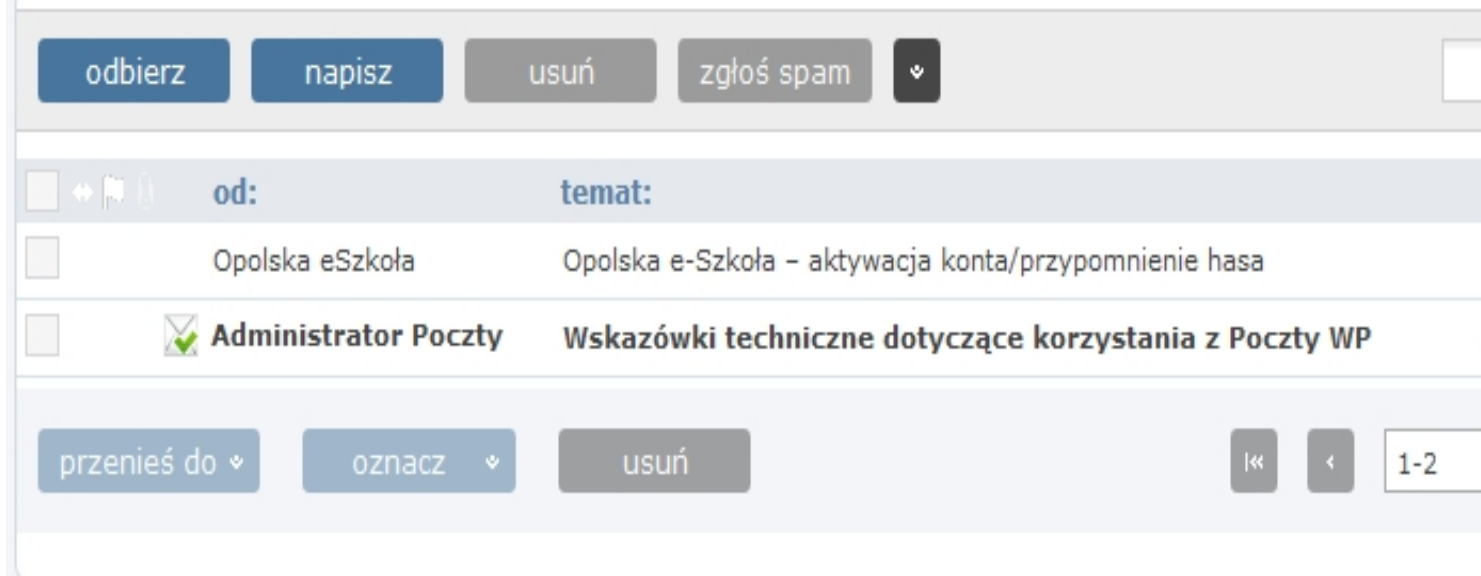 odbierz napisz usuń zgłoś spam
od: temat:
Opolska eSzkoła Opolska e-Szkoła – aktywacja konta/przypomnienie hasa
Administrator Poczty Wskazówki techniczne dotyczące korzystania z Poczty WP
przenieś do oznacz usuń 1-2